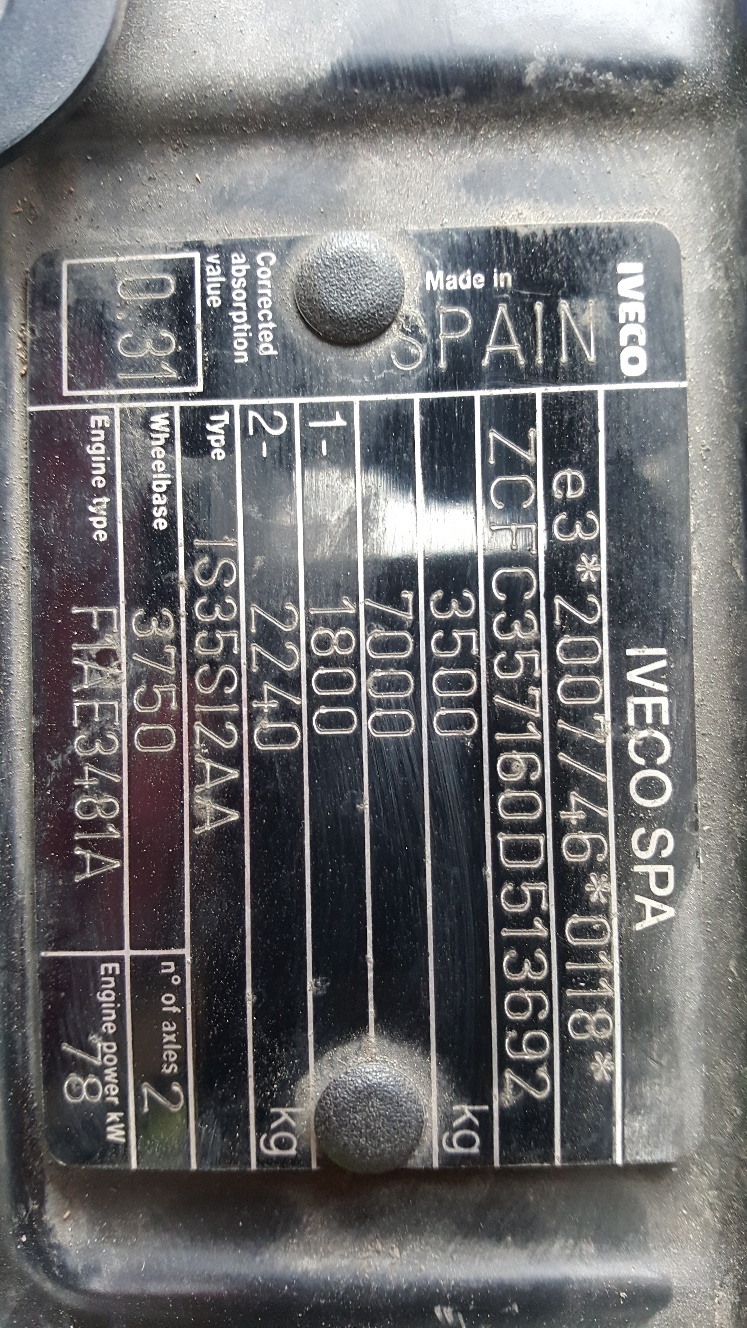 IVECO
IVECO SPA
Made in
SPAIN
e3*2007/46*0118*
ZCFC357160D513692
3500 kg
7000
1- 1800
2- 2240 kg
Corrected
absorption
value
0.31
Type 1S35S12AA
Wheelbase 3750
n° of axles 2
Engine type F1AE3481A
Engine power kW 78